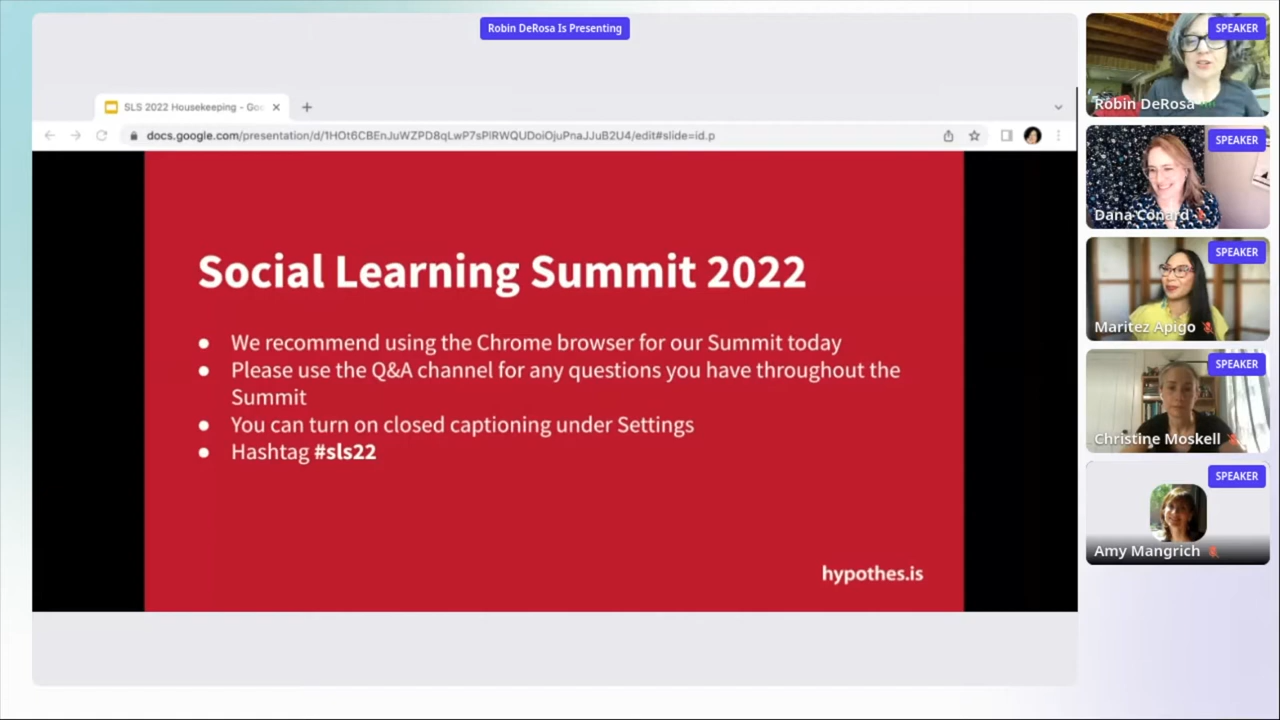 Robin DeRosa Is Presenting
SLS 2022 Housekeeping - Goo
docs.google.com/presentation/d/1HOt6CBEnJuWZPD8qLwP7sPlRWQUDoiOjuPnaJJuB2U4/edit#slide=id.p
Social Learning Summit 2022
● We recommend using the Chrome browser for our Summit today
● Please use the Q&A channel for any questions you have throughout the
Summit
● You can turn on closed captioning under Settings
● Hashtag #sls22
hypothes.is
SPEAKER
Robin DeRosa
SPEAKER
Dana Conard
SPEAKER
Maritez Apigo
SPEAKER
Christine Moskell
SPEAKER
Amy Mangrich